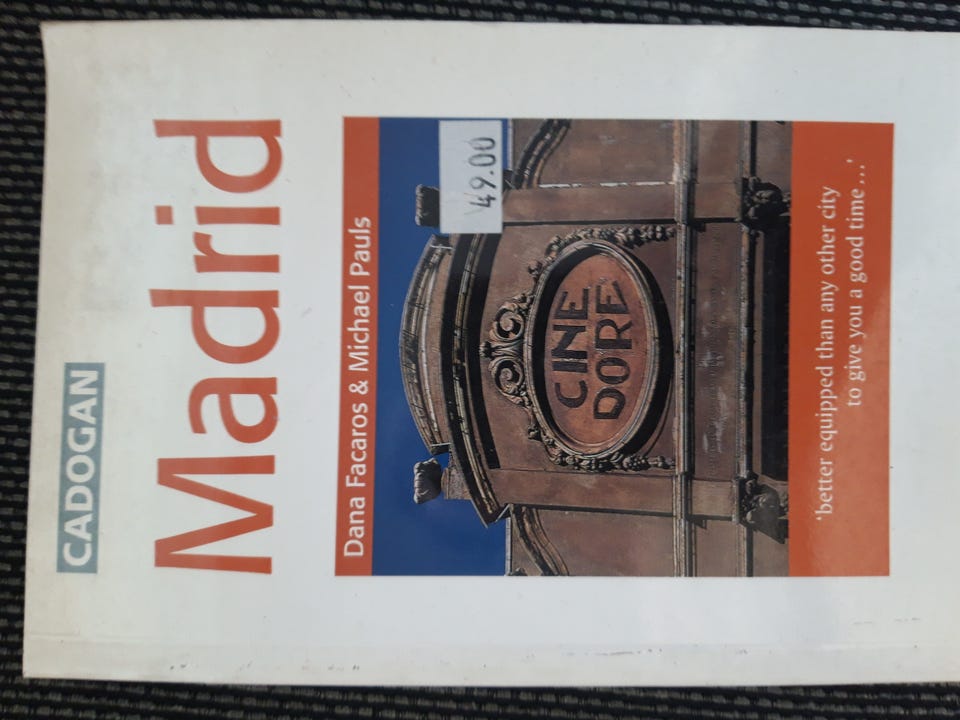 CADOGAN
Madrid
Dana Facaros & Michael Pauls
49.00
CINE
DORE
'better equipped than any other city
to give you a good time...'